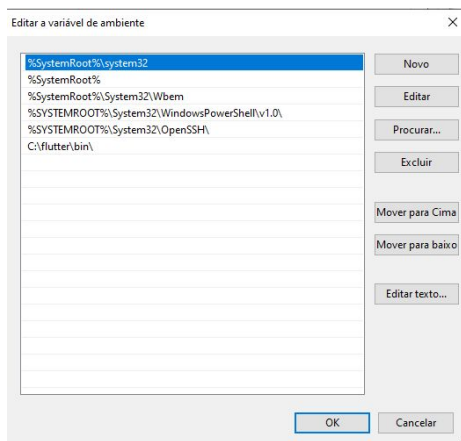 Editar a variável de ambiente
%SystemRoot%\system32
%SystemRoot%
%SystemRoot%\System32\Wbem
%SYSTEMROOT%\System32\WindowsPowerShell\v1.0\
%SYSTEMROOT%\System32\OpenSSH\
C:\flutter\bin\
Novo
Editar
Procurar...
Excluir
Mover para Cima
Mover para baixo
Editar texto...
OK
Cancelar